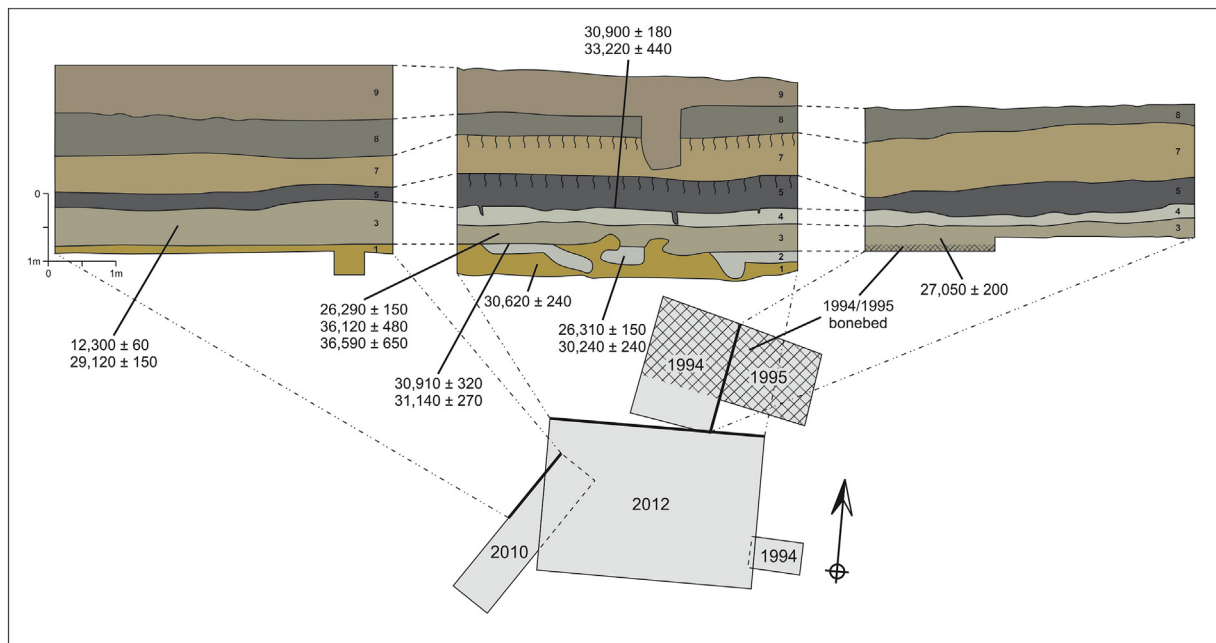 30,900 ± 180
33,220 ± 440
9
8
7
5
3
1
0
1m
0
1m
9
8
7
5
4
3
2
1
8
7
5
4
3
12,300 ± 60
29,120 ± 150
26,290 ± 150
36,120 ± 480
36,590 ± 650
30,910 ± 320
31,140 ± 270
30,620 ± 240
26,310 ± 150
30,240 ± 240
1994/1995
bonebed
27,050 ± 200
1994
1995
2012
2010
1994